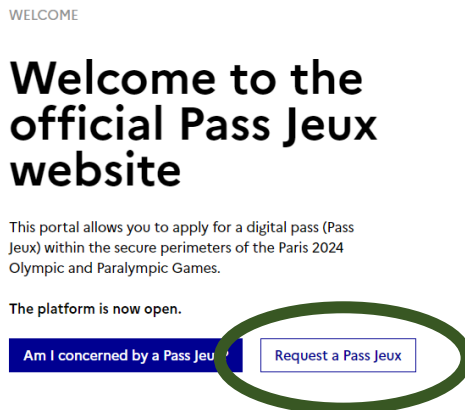 WELCOME
Welcome to the
official Pass Jeux
website
This portal allows you to apply for a digital pass (Pass
Jeux) within the secure perimeters of the Paris 2024
Olympic and Paralympic Games.
The platform is now open.
Am I concerned by a Pass Jeux?
Request a Pass Jeux